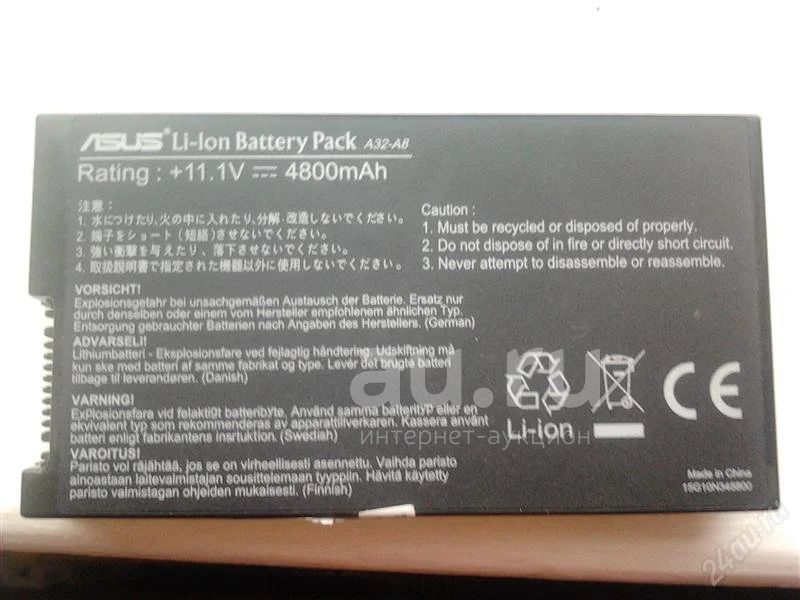 ASUS® Li-Ion Battery Pack A32-A8
Rating : +11.1V ⎓ 4800mAh
注意 :
1. 水につけたり､火の中に入れたり､分解･改造しないでください｡
2. 端子をショート（短絡）させないでください｡
3. 強い衝撃を与えたり､落下させないでください｡
4. 取扱説明書で指定された機器以外に使用しないでください｡
Caution :
1. Must be recycled or disposed of properly.
2. Do not dispose of in fire or directly short circuit.
3. Never attempt to disassemble or reassemble.
VORSICHT!
Explosionsgetahr bei unsachgemäßen Austausch der Batterie. Ersatz nur
durch denselben oder einem vom Hersteller empfohlenem ähnlichen Typ.
Entsorgung gebrauchter Batterien nach Angaben des Herstellers. (German)
ADVARSELI!
Lithiumbatteri - Eksplosionsfare ved fejlagtig håndtering. Udskiftning må
kun ske med batteri af samme fabrikat og type. Levér det brugte batteri
tilbage til leverandøren. (Danish)
VARNING!
Explosionsfara vid felaktigt batteribyte. Använd samma batterityp eller en
ekvivalent typ som rekommenderas av apparattillverkaren. Kassera använt
batteri enligt fabrikantens instruktion. (Swedish)
VAROITUS!
Paristo voi räjähtää, jos se on virheellisesti asennettu. Vaihda paristo
ainoastaan laitevalmistajan sousittelemaan tyyppiin. Hävitä käytetty
paristo valmistagan ohjeiden mukaisesti. (Finnish)
Li-ion
CE
Made in China
15G10N345800
au.ru
интернет-аукцион
24au.ru